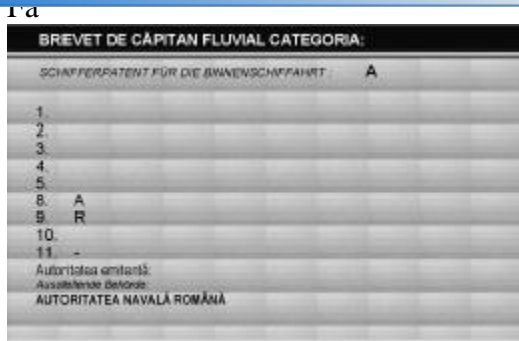 BREVET DE CĂPITAN FLUVIAL CATEGORIA:
SCHIFFERPATENT FÜR DIE BINNENSCHIFFAHRT : A
1.
2.
3.
4.
5.
8. A
9. R
10.
11. -
Autoritatea emitentă:
Ausstellende Behörde:
AUTORITATEA NAVALĂ ROMÂNĂ